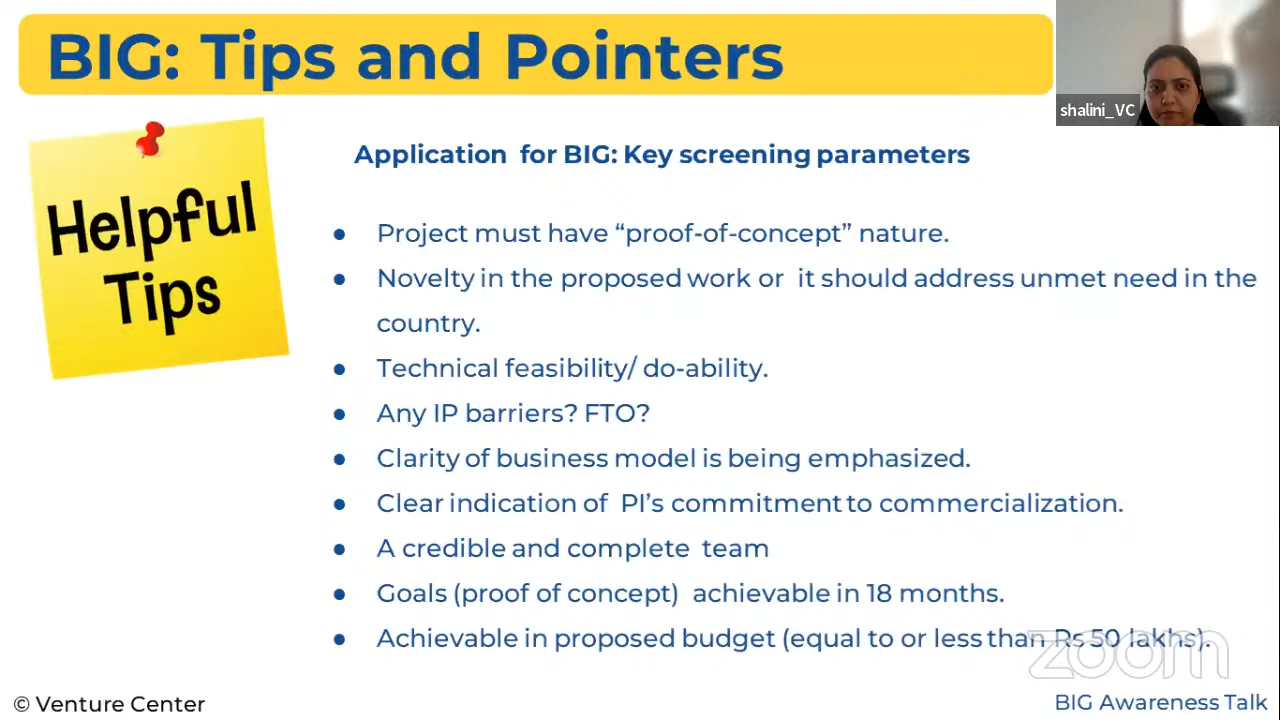 BIG: Tips and Pointers
shalini_VC
Helpful
Tips
Application for BIG: Key screening parameters
● Project must have “proof-of-concept” nature.
● Novelty in the proposed work or it should address unmet need in the
country.
● Technical feasibility/ do-ability.
● Any IP barriers? FTO?
● Clarity of business model is being emphasized.
● Clear indication of PI’s commitment to commercialization.
● A credible and complete team
● Goals (proof of concept) achievable in 18 months.
● Achievable in proposed budget (equal to or less than Rs 50 lakhs).
zoom
© Venture Center
BIG Awareness Talk